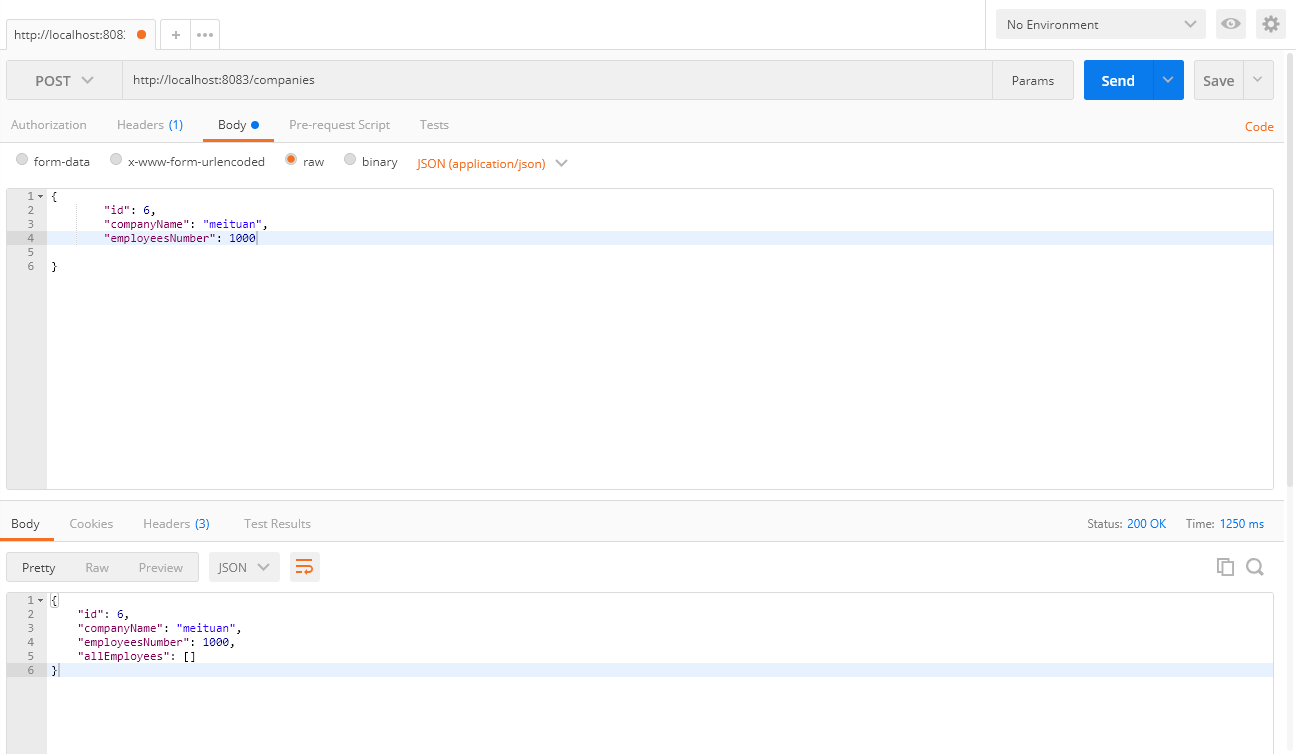 http://localhost:808 + ••• No Environment
POST http://localhost:8083/companies Params Send Save
Authorization Headers (1) Body Pre-request Script Tests Code
form-data x-www-form-urlencoded raw binary JSON (application/json)
1 {
2 "id": 6,
3 "companyName": "meituan",
4 "employeesNumber": 1000
5
6 }
Body Cookies Headers (3) Test Results Status: 200 OK Time: 1250 ms
Pretty Raw Preview JSON
1 {
2 "id": 6,
3 "companyName": "meituan",
4 "employeesNumber": 1000,
5 "allEmployees": []
6 }